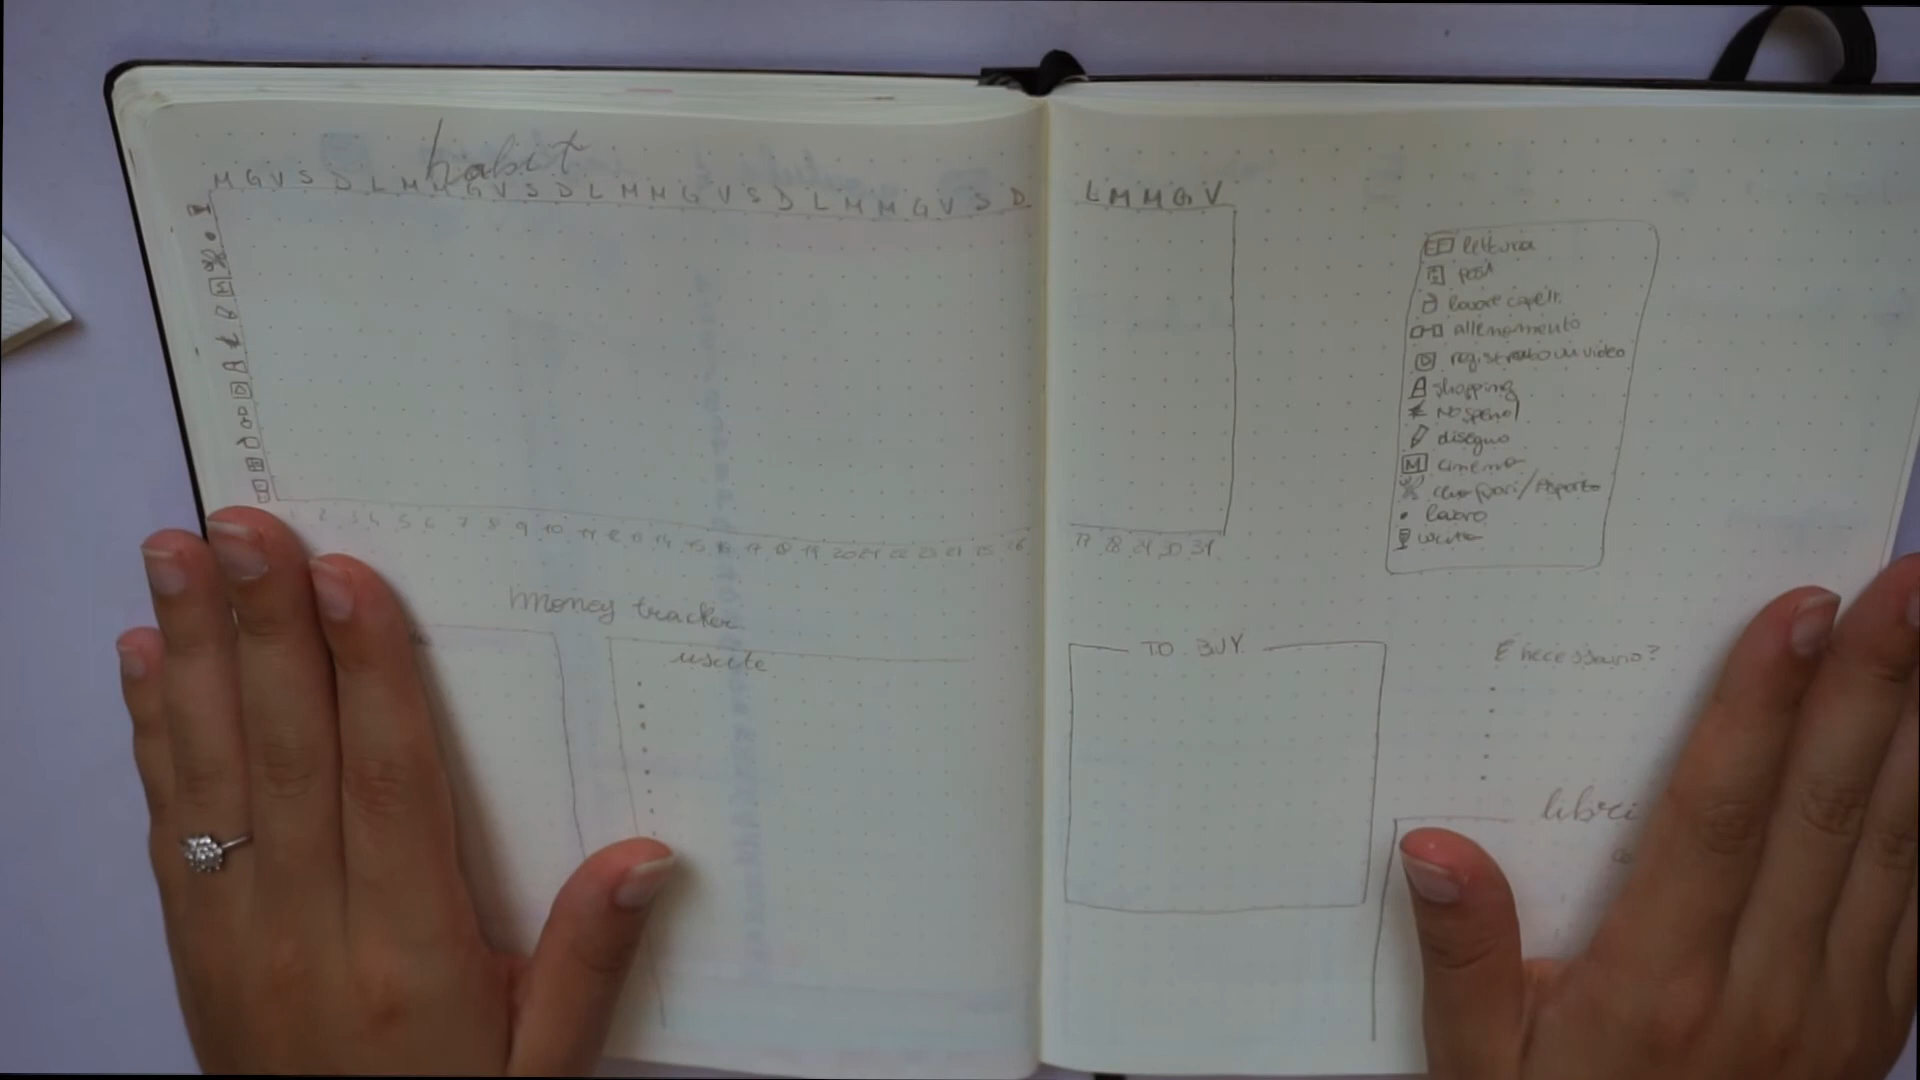 habit
M G V S D L M M G V S D L M M G V S D L M M G V S D
L M M G V
1 2 3 4 5 6 7 8 9 10 11 12 13 14 15 16 17 18 19 20 21 22 23 24 25 26
27 28 29 30 31
lettura
post
lavare capelli
allenamento
registrato un video
shopping
No spend
disegno
M cinema
lavoro
money tracker
uscite
TO BUY
È necessario?
libri